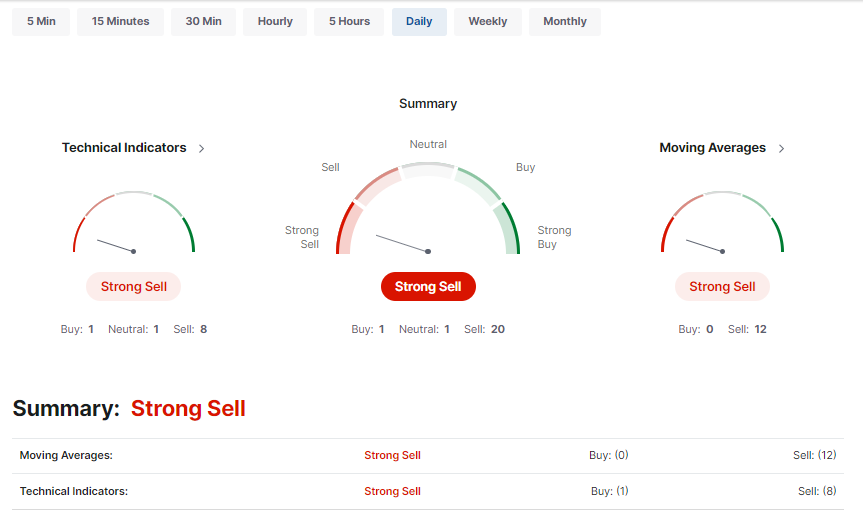 5 Min 15 Minutes 30 Min Hourly 5 Hours Daily Weekly Monthly
Summary
Technical Indicators
Neutral
Moving Averages
Sell
Buy
Strong
Sell
Strong
Buy
Strong Sell
Strong Sell
Strong Sell
Buy: 1 Neutral: 1 Sell: 8
Buy: 1 Neutral: 1 Sell: 20
Buy: 0 Sell: 12
Summary: Strong Sell
Moving Averages: Strong Sell Buy: (0) Sell: (12)
Technical Indicators: Strong Sell Buy: (1) Sell: (8)